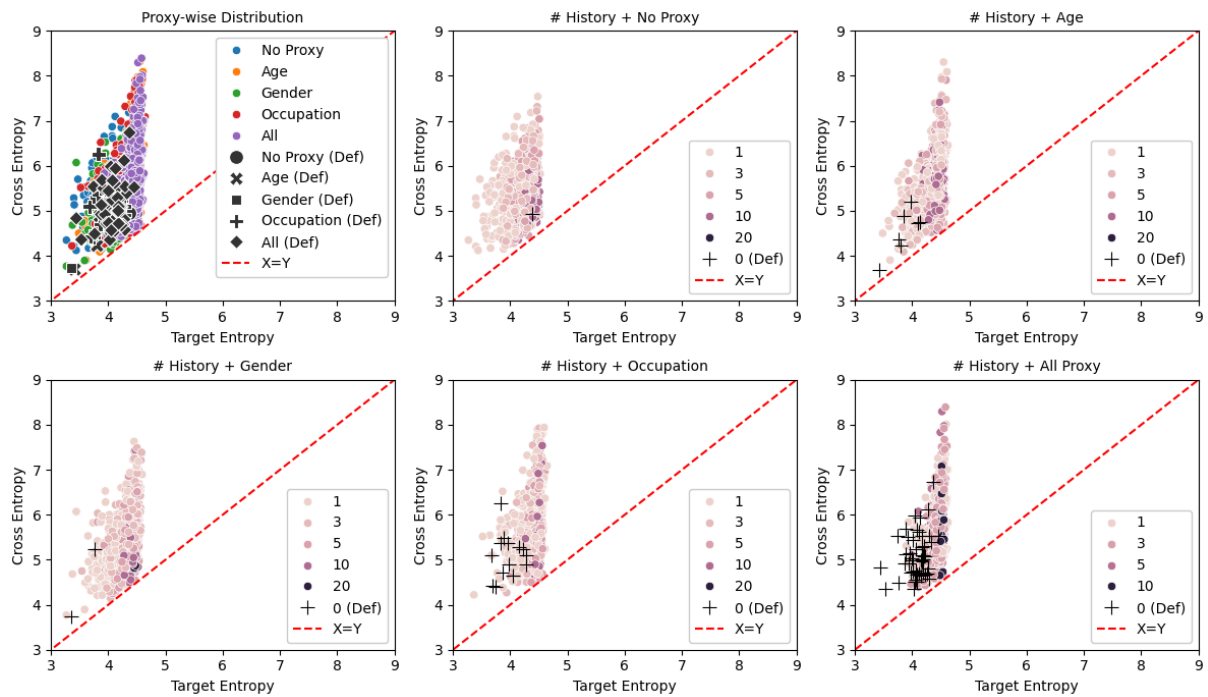 Proxy-wise Distribution
9
8
7
6
5
4
3
Cross Entropy
3 4 5 6 7 8 9
Target Entropy
No Proxy
Age
Gender
Occupation
All
No Proxy (Def)
Age (Def)
Gender (Def)
Occupation (Def)
All (Def)
X=Y
# History + No Proxy
9
8
7
6
5
4
3
Cross Entropy
3 4 5 6 7 8 9
Target Entropy
1
3
5
10
20
0 (Def)
X=Y
# History + Age
9
8
7
6
5
4
3
Cross Entropy
3 4 5 6 7 8 9
Target Entropy
1
3
5
10
20
0 (Def)
X=Y
# History + Gender
9
8
7
6
5
4
3
Cross Entropy
3 4 5 6 7 8 9
Target Entropy
1
3
5
10
20
0 (Def)
X=Y
# History + Occupation
9
8
7
6
5
4
3
Cross Entropy
3 4 5 6 7 8 9
Target Entropy
1
3
5
10
20
0 (Def)
X=Y
# History + All Proxy
9
8
7
6
5
4
3
Cross Entropy
3 4 5 6 7 8 9
Target Entropy
1
3
5
10
0 (Def)
X=Y